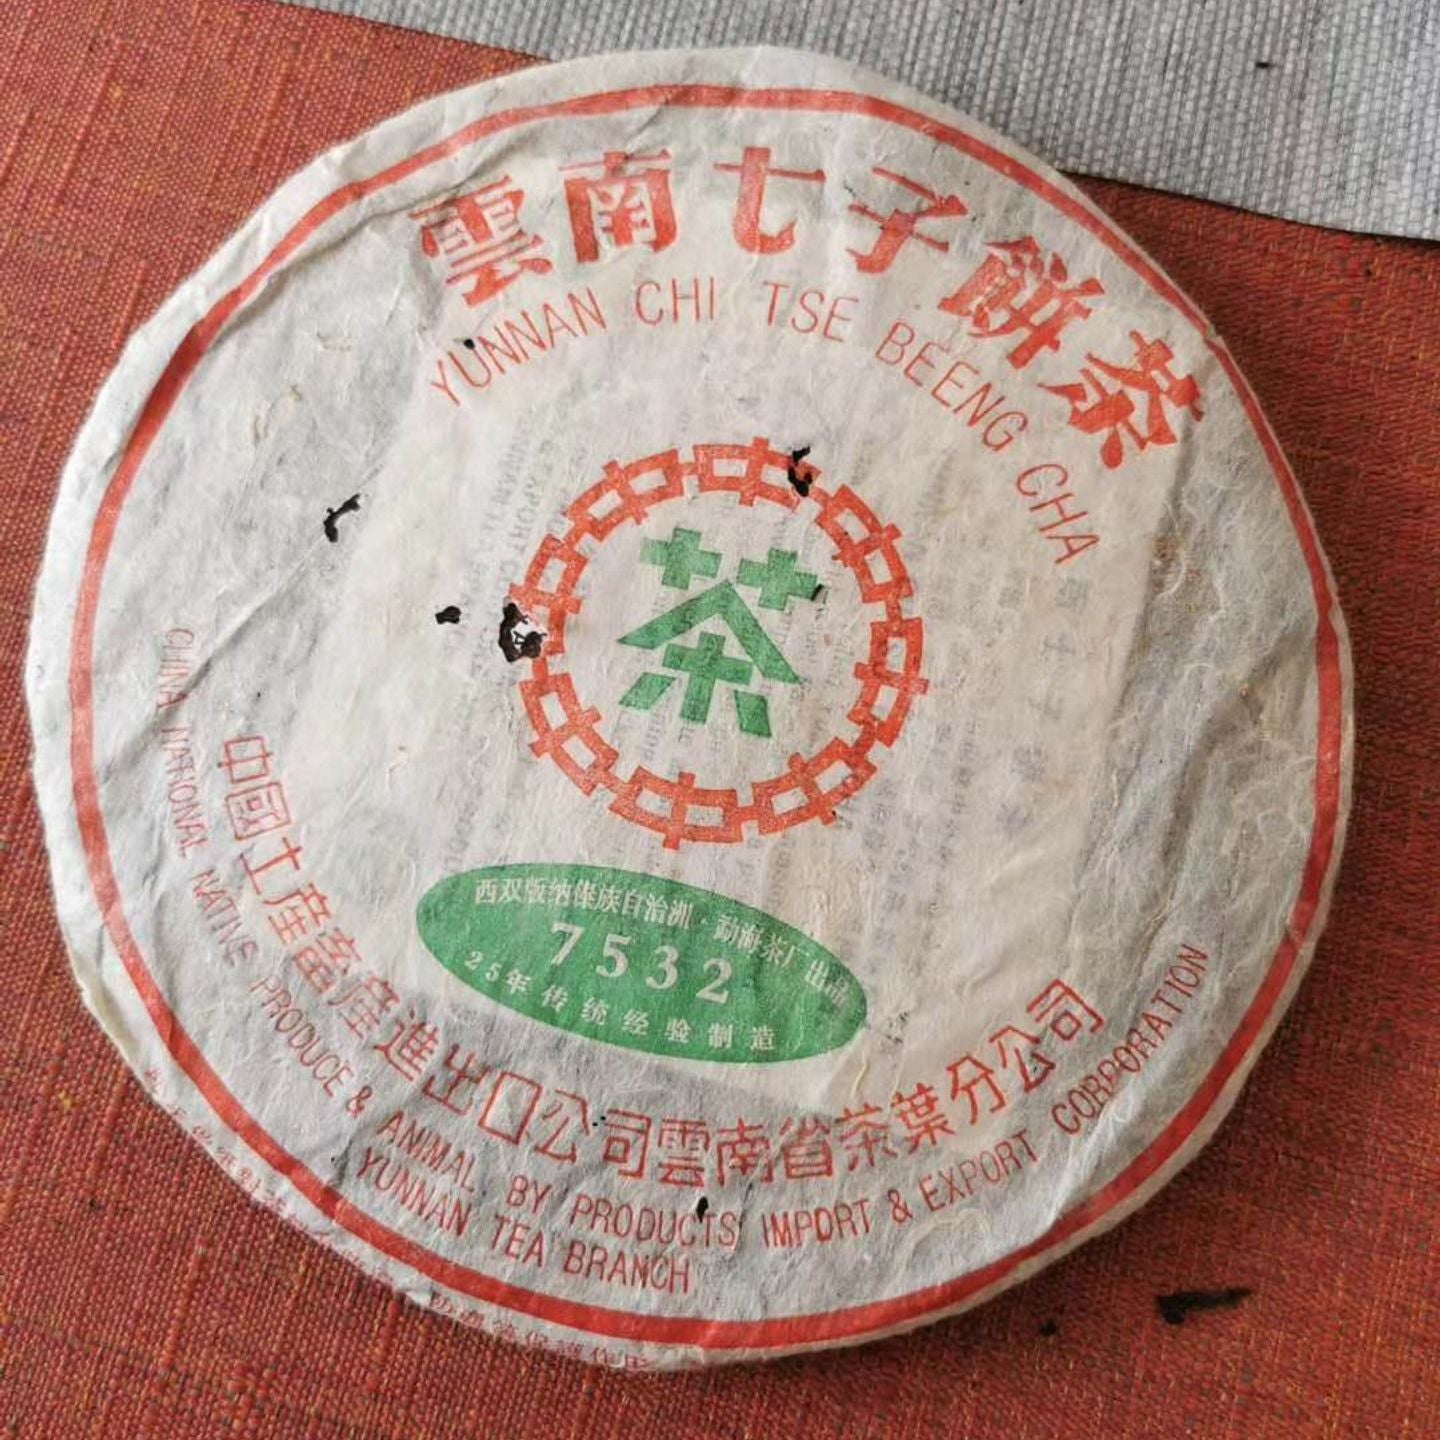 雲南七子餅茶
YUNNAN CHI TSE BEENG CHA
茶
西双版纳傣族自治洲·勐海茶厂出品
7532
25年传统经验制造
中國土産畜產進出口公司雲南省茶葉分公司
CHINA NATIONAL NATIVE PRODUCE & ANIMAL BY PRODUCTS IMPORT & EXPORT CORPORATION
YUNNAN TEA BRANCH